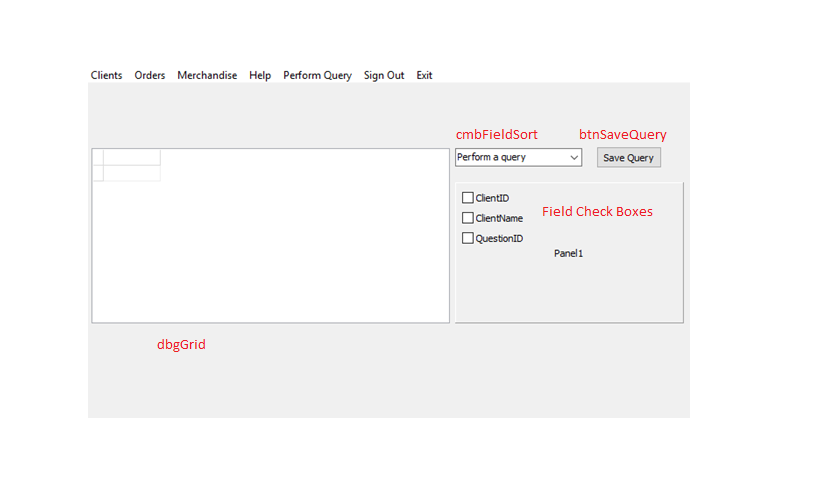 Clients Orders Merchandise Help Perform Query Sign Out Exit
cmbFieldSort btnSaveQuery
Perform a query Save Query
ClientID
Field Check Boxes
ClientName
QuestionID
Panel1
dbgGrid